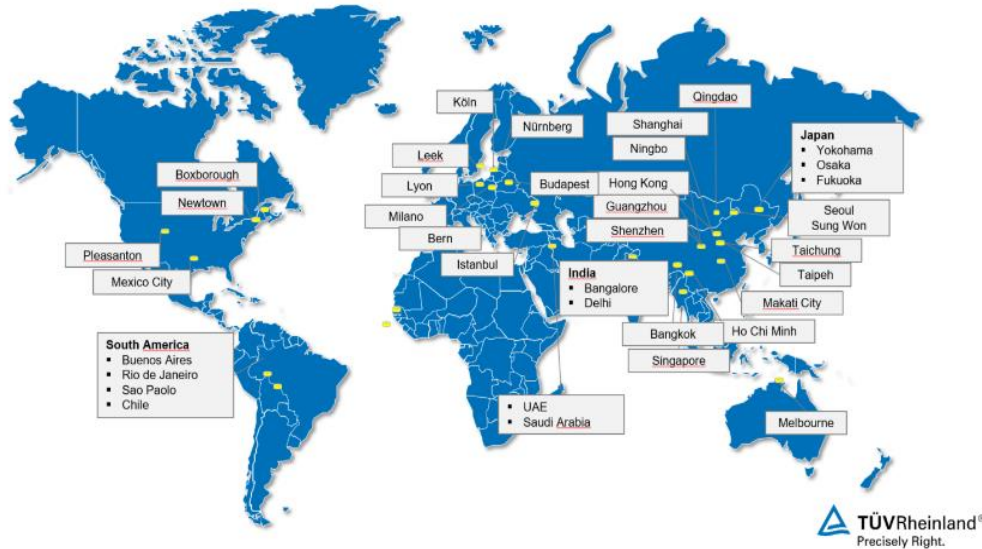 Qingdao
Köln
Shanghai
Nürnberg
Japan
▪ Yokohama
▪ Osaka
▪ Fukuoka
Ningbo
Leek
Boxborough
Lyon
Budapest
Hong Kong
Newtown
Guangzhou
Seoul
Sung Won
Milano
Shenzhen
Bern
Pleasanton
Taichung
Istanbul
India
▪ Bangalore
▪ Delhi
Mexico City
Taipeh
Makati City
Bangkok
Ho Chi Minh
South America
▪ Buenos Aires
▪ Rio de Janeiro
▪ Sao Paolo
▪ Chile
Singapore
▪ UAE
▪ Saudi Arabia
Melbourne
TÜVRheinland®
Precisely Right.